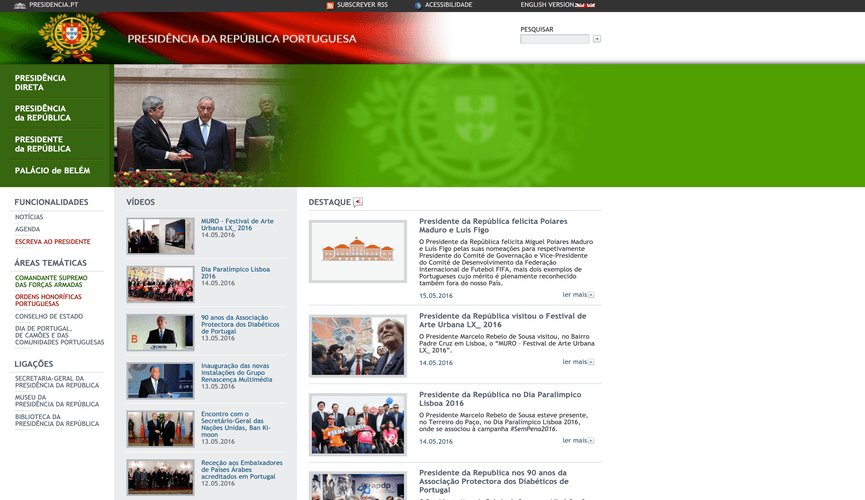 PRESIDENCIA.PT
SUBSCREVER RSS
ACESSIBILIDADE
ENGLISH VERSION
PRESIDÊNCIA DA REPÚBLICA PORTUGUESA
PESQUISAR
PRESIDÊNCIA
DIRETA
PRESIDÊNCIA
da REPÚBLICA
PRESIDENTE
da REPÚBLICA
PALÁCIO de BELÉM
FUNCIONALIDADES
NOTÍCIAS
AGENDA
ESCREVA AO PRESIDENTE
ÁREAS TEMÁTICAS
COMANDANTE SUPREMO
DAS FORÇAS ARMADAS
ORDENS HONORÍFICAS
PORTUGUESAS
CONSELHO DE ESTADO
DIA DE PORTUGAL,
DE CAMÕES E DAS
COMUNIDADES PORTUGUESAS
LIGAÇÕES
SECRETARIA-GERAL DA
PRESIDÊNCIA DA REPÚBLICA
MUSEU DA
PRESIDÊNCIA DA REPÚBLICA
BIBLIOTECA DA
PRESIDÊNCIA DA REPÚBLICA
VÍDEOS
MURO - Festival de Arte
Urbana LX_ 2016
14.05.2016
Dia Paralímpico Lisboa
2016
14.05.2016
90 anos da Associação
Protectora dos Diabéticos
de Portugal
13.05.2016
Inauguração das novas
instalações do Grupo
Renascença Multimédia
13.05.2016
Encontro com o
Secretário-Geral das
Nações Unidas, Ban Ki-
moon
13.05.2016
Receção aos Embaixadores
de Países Árabes
acreditados em Portugal
12.05.2016
DESTAQUE
Presidente da República felicita Poiares
Maduro e Luis Figo
O Presidente da República felicita Miguel Poiares Maduro
e Luis Figo pelas suas nomeações para respetivamente
Presidente do Comité de Governação e Vice-Presidente
do Comité de Desenvolvimento da Federação
Internacional de Futebol FIFA, mais dois exemplos de
Portugueses cujo mérito é plenamente reconhecido
também fora do nosso País.
15.05.2016
ler mais
Presidente da República visitou o Festival de
Arte Urbana LX_ 2016
O Presidente Marcelo Rebelo de Sousa visitou, no Bairro
Padre Cruz em Lisboa, o "MURO - Festival de Arte Urbana
LX_ 2016".
14.05.2016
ler mais
Presidente da República no Dia Paralímpico
Lisboa 2016
O Presidente Marcelo Rebelo de Sousa esteve presente,
no Terreiro do Paço, no Dia Paralímpico Lisboa 2016,
onde se associou à campanha #SemPena2016.
14.05.2016
ler mais
Presidente da Republica nos 90 anos da
Associação Protectora dos Diabéticos de
Portugal
apdp